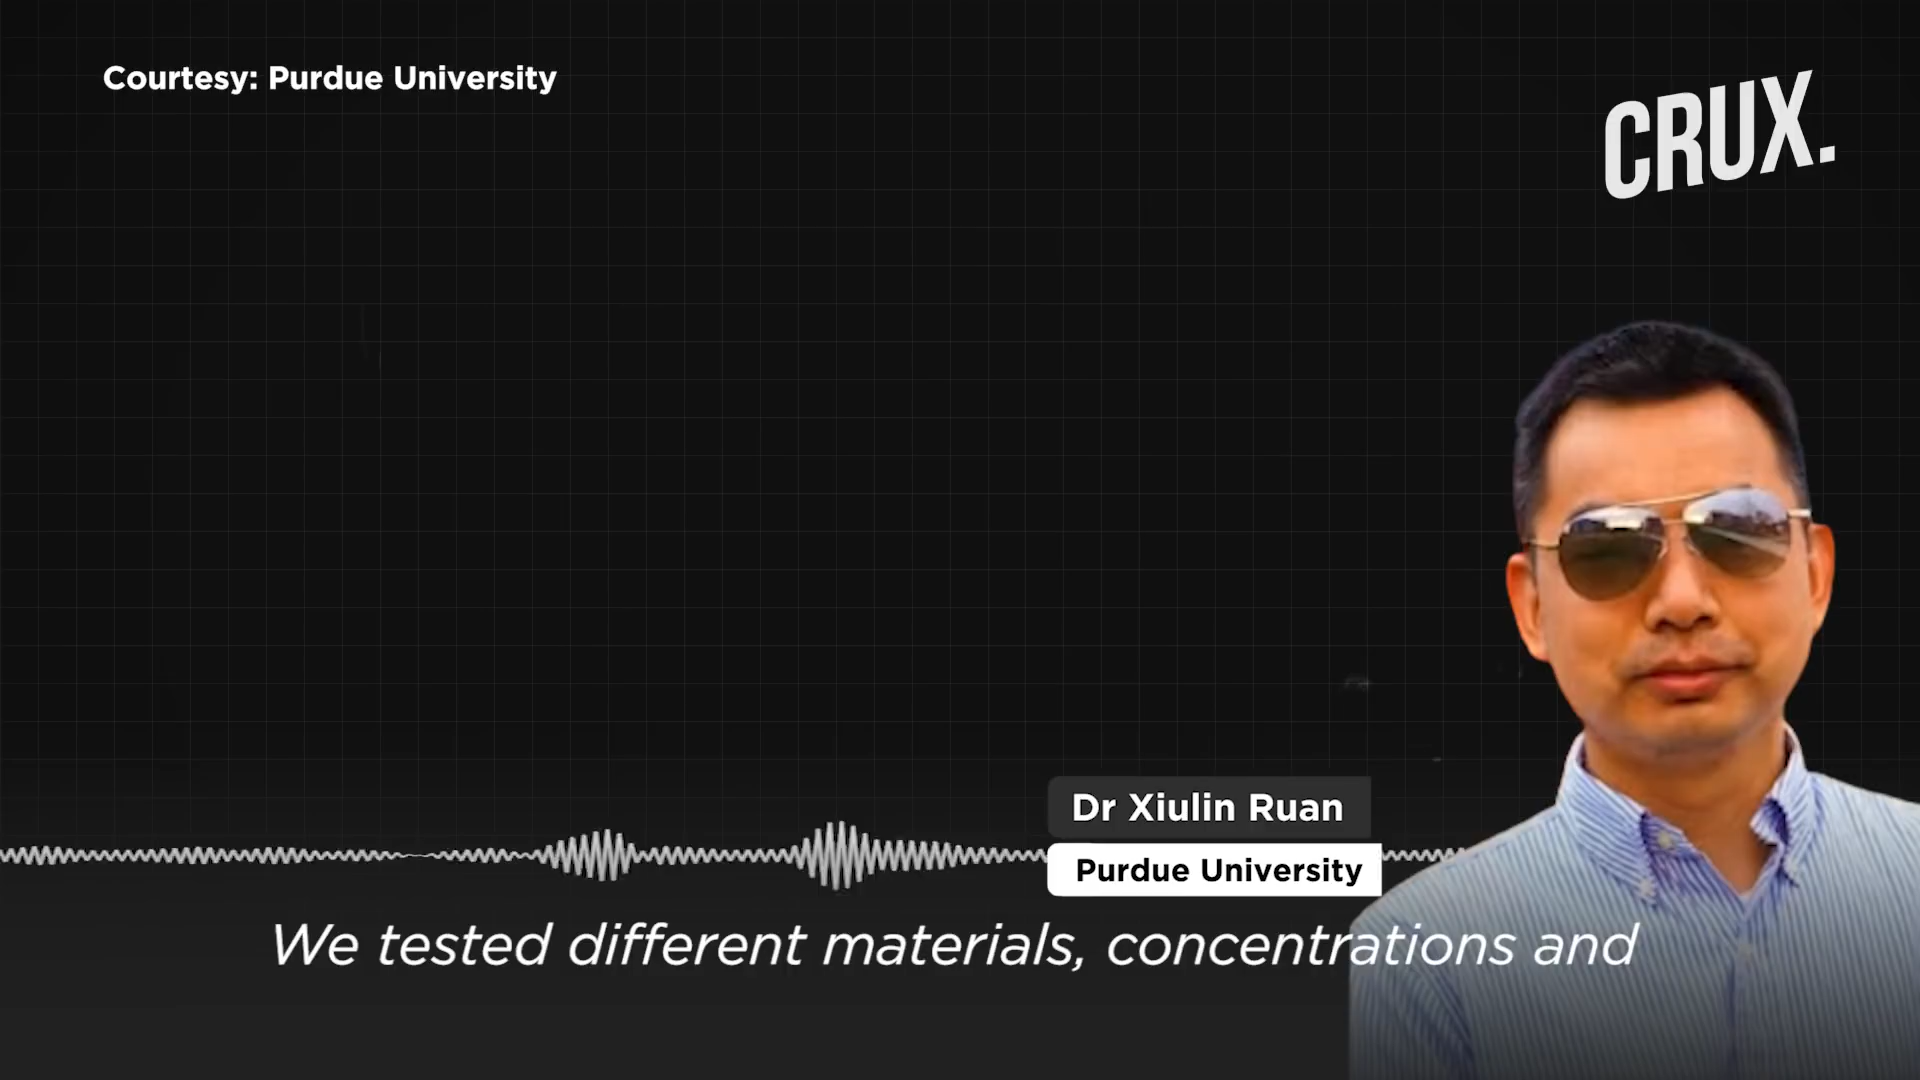 Courtesy: Purdue University
CRUX.
Dr Xiulin Ruan
Purdue University
We tested different materials, concentrations and